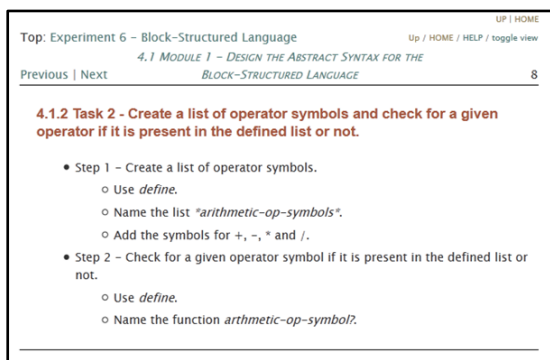 UP | HOME
Top: Experiment 6 – Block-Structured Language
Up / HOME / HELP / toggle view
4.1 MODULE 1 – DESIGN THE ABSTRACT SYNTAX FOR THE
Previous | Next
BLOCK-STRUCTURED LANGUAGE
8
4.1.2 Task 2 - Create a list of operator symbols and check for a given
operator if it is present in the defined list or not.
• Step 1 – Create a list of operator symbols.
○ Use define.
○ Name the list *arithmetic-op-symbols*.
○ Add the symbols for +, –, * and /.
• Step 2 – Check for a given operator symbol if it is present in the defined list or
not.
○ Use define.
○ Name the function arthmetic-op-symbol?.